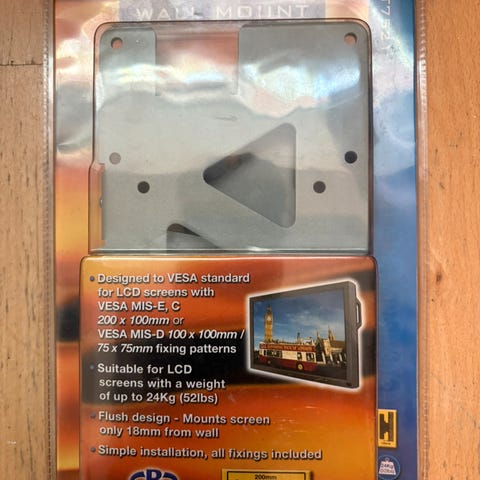 WALL MOUNT
• Designed to VESA standard
for LCD screens with
VESA MIS-E, C
200 x 100mm or
VESA MIS-D 100 x 100mm /
75 x 75mm fixing patterns
• Suitable for LCD
screens with a weight
of up to 24Kg (52lbs)
• Flush design - Mounts screen
only 18mm from wall
• Simple installation, all fixings included
200mm
24Kg